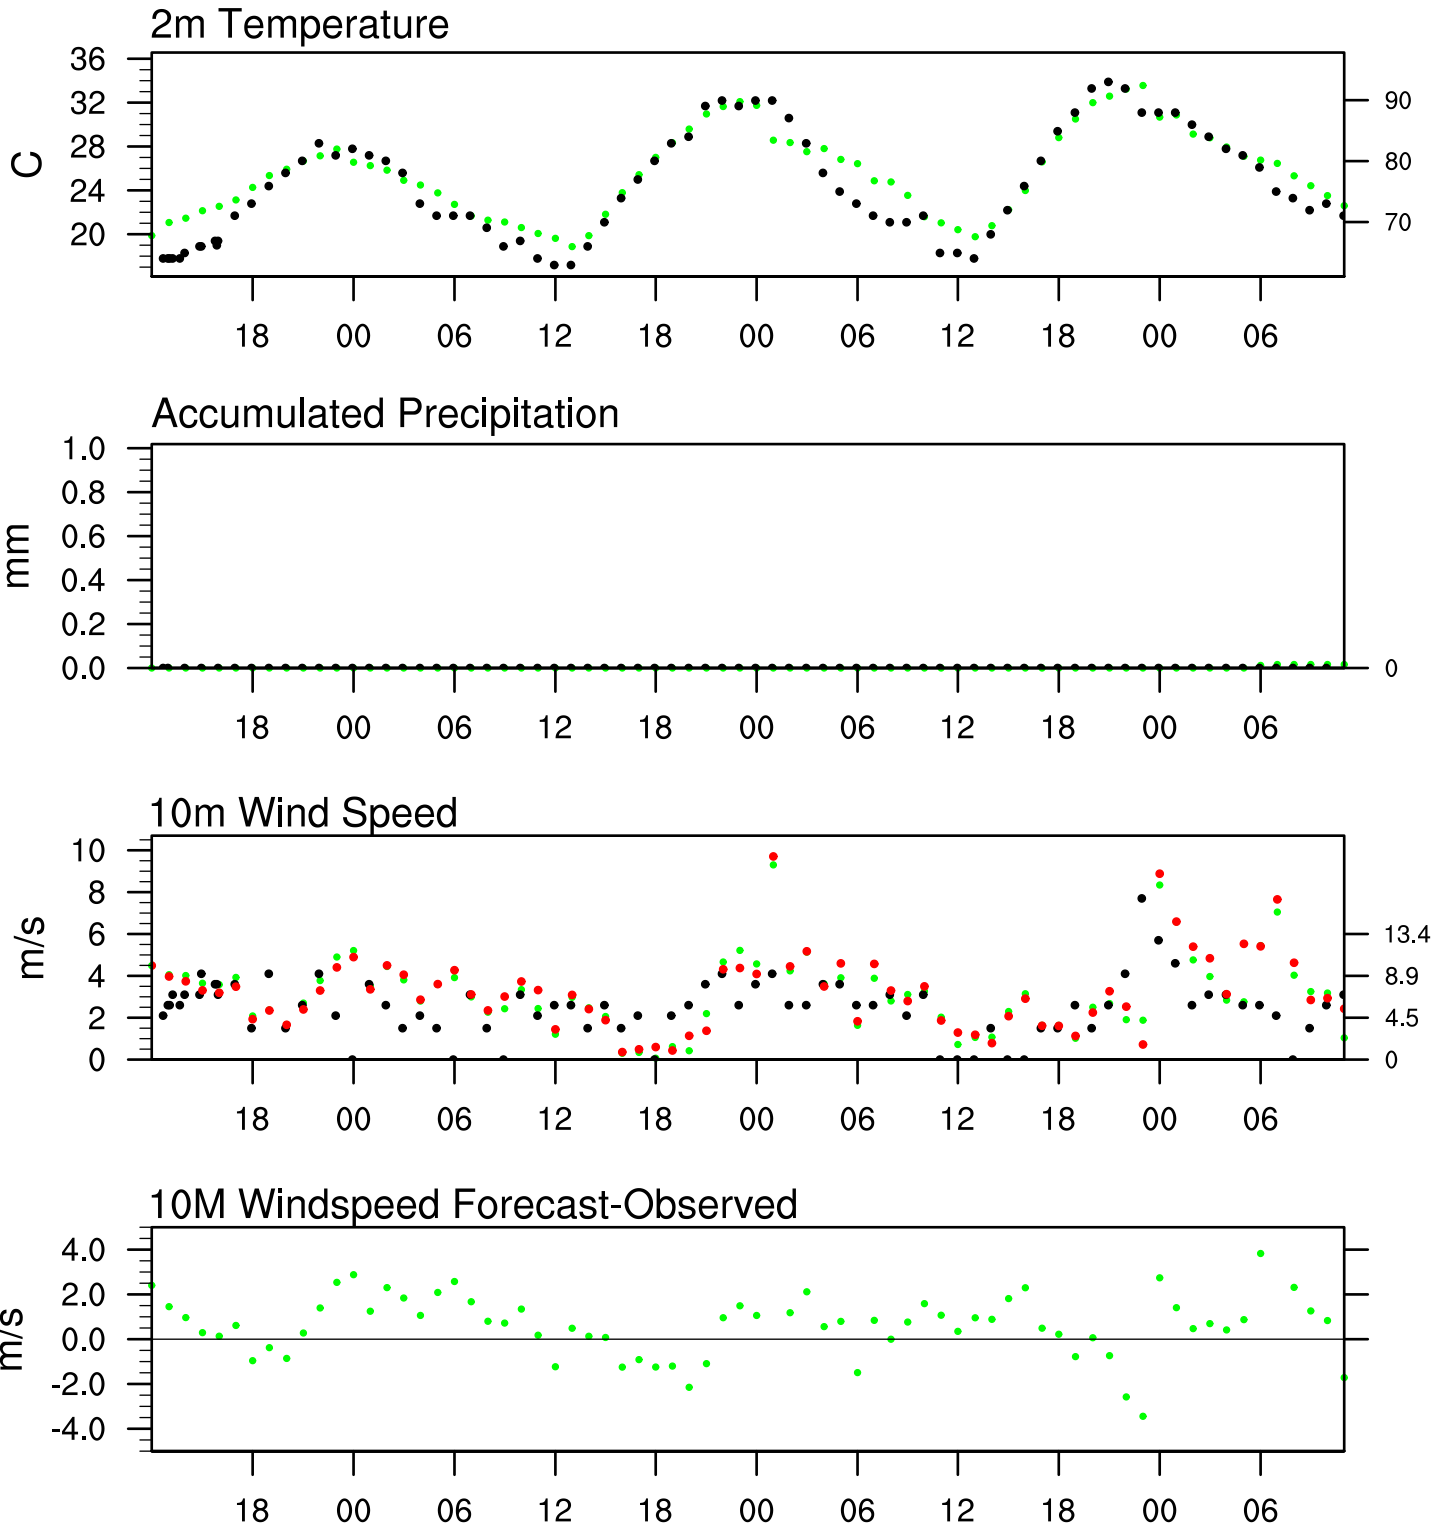 2m Temperature
36
32
28
24
20
C
90
80
70
18 00 06 12 18 00 06 12 18 00 06
Accumulated Precipitation
1.0
0.8
0.6
0.4
0.2
0.0
mm
0
18 00 06 12 18 00 06 12 18 00 06
10m Wind Speed
10
8
6
4
2
0
m/s
13.4
8.9
4.5
0
18 00 06 12 18 00 06 12 18 00 06
10M Windspeed Forecast-Observed
4.0
2.0
0.0
-2.0
-4.0
m/s
18 00 06 12 18 00 06 12 18 00 06